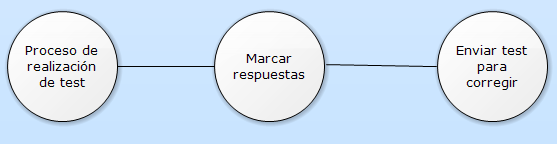 Proceso de
realización
de test
Marcar
respuestas
Enviar test
para
corregir